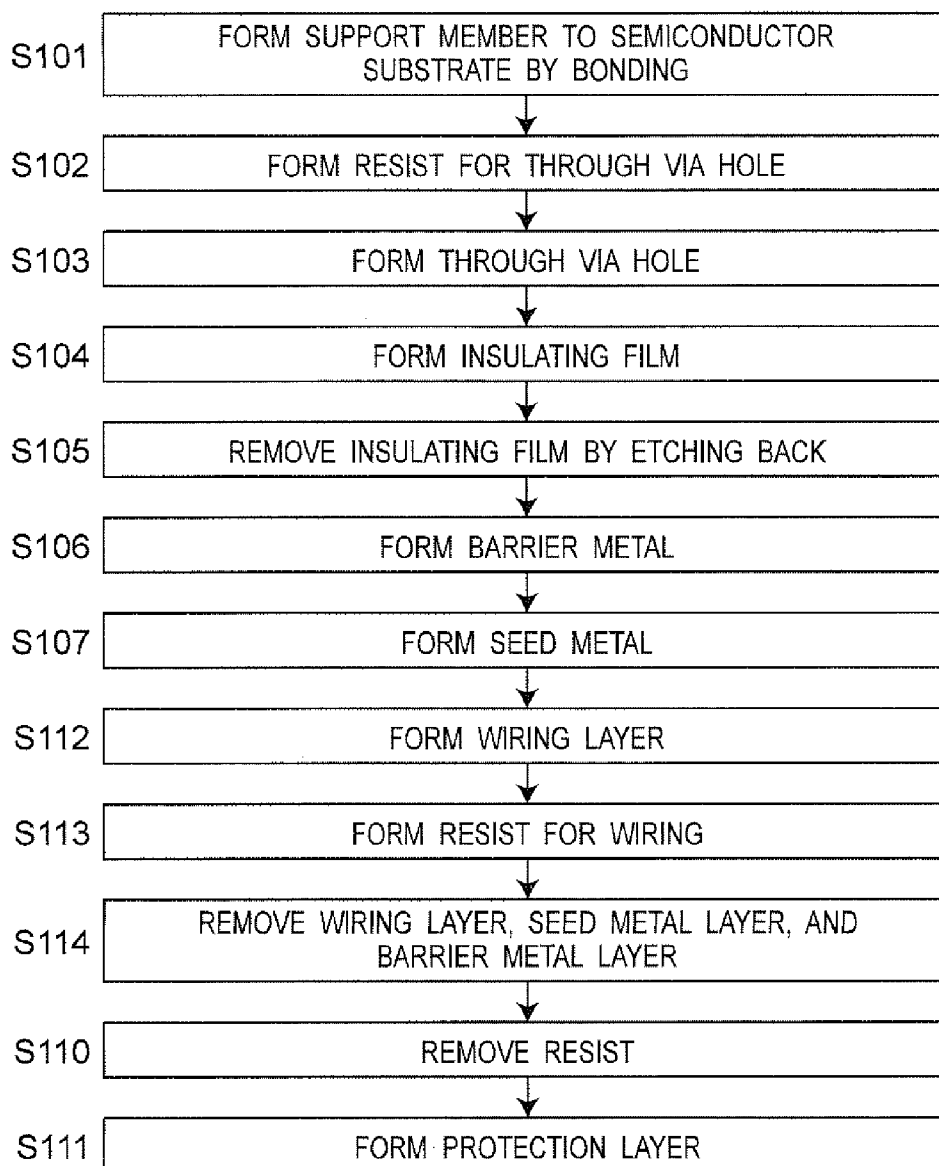 S101
FORM SUPPORT MEMBER TO SEMICONDUCTOR
SUBSTRATE BY BONDING
S102
FORM RESIST FOR THROUGH VIA HOLE
S103
FORM THROUGH VIA HOLE
S104
FORM INSULATING FILM
S105
REMOVE INSULATING FILM BY ETCHING BACK
S106
FORM BARRIER METAL
S107
FORM SEED METAL
S112
FORM WIRING LAYER
S113
FORM RESIST FOR WIRING
S114
REMOVE WIRING LAYER, SEED METAL LAYER, AND
BARRIER METAL LAYER
S110
REMOVE RESIST
S111
FORM PROTECTION LAYER